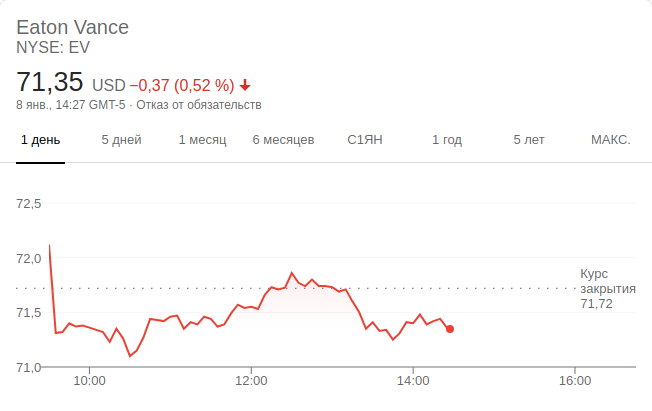 Eaton Vance
NYSE: EV
71,35 USD −0,37 (0,52 %)
8 янв., 14:27 GMT-5 · Отказ от обязательств
1 день 5 дней 1 месяц 6 месяцев С1ЯН 1 год 5 лет МАКС.
72,5
72,0
Курс
закрытия
71,72
71,5
71,0
10:00 12:00 14:00 16:00